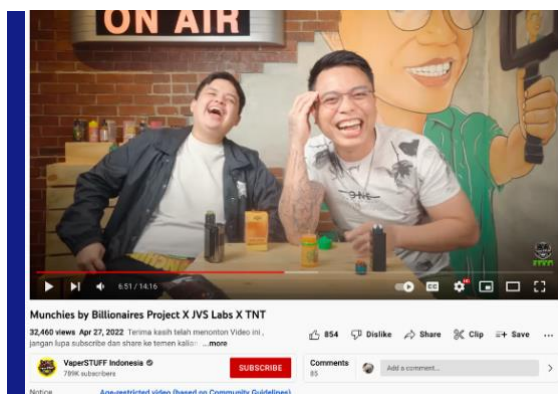 ON AIR
6:51 / 14:16
CC
Munchies by Billionaires Project X JVS Labs X TNT
32,460 views Apr 27, 2022 Terima kasih telah menonton Video ini ,
jangan lupa subscribe dan share ke temen kalian ...more
854 Dislike Share Clip Save
VaperSTUFF Indonesia
789K subscribers
SUBSCRIBE
Comments
85
Add a comment...
Notice
Age-restricted video (based on Community Guidelines)